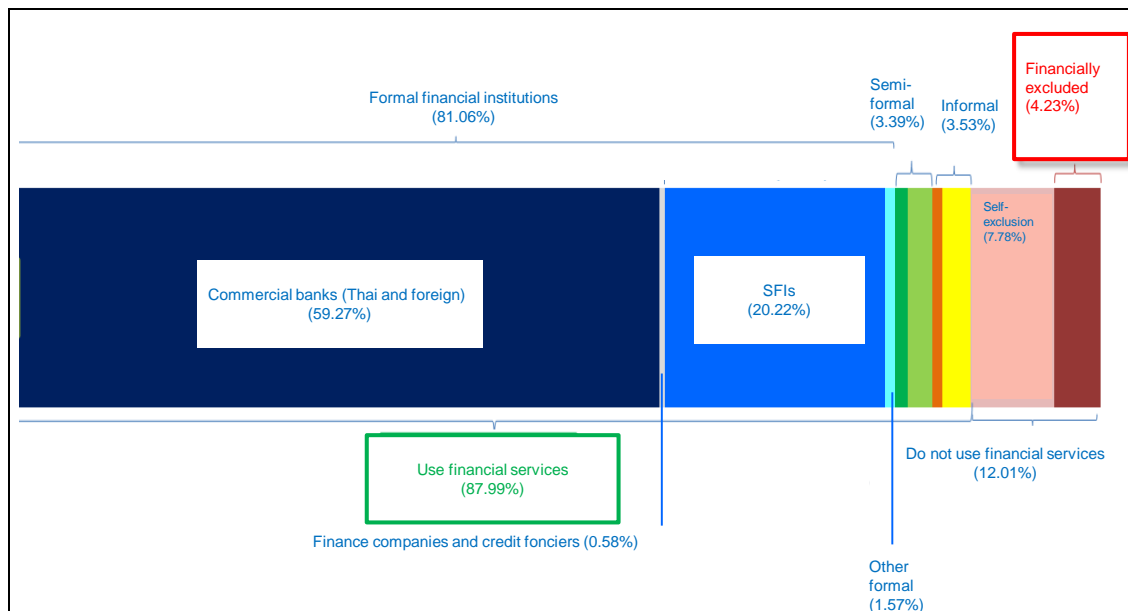 Financially
excluded
(4.23%)
Formal financial institutions
(81.06%)
Semi-
formal
(3.39%)
Informal
(3.53%)
Self-
exclusion
(7.78%)
Commercial banks (Thai and foreign)
(59.27%)
SFIs
(20.22%)
Use financial services
(87.99%)
Do not use financial services
(12.01%)
Finance companies and credit fonciers (0.58%)
Other
formal
(1.57%)